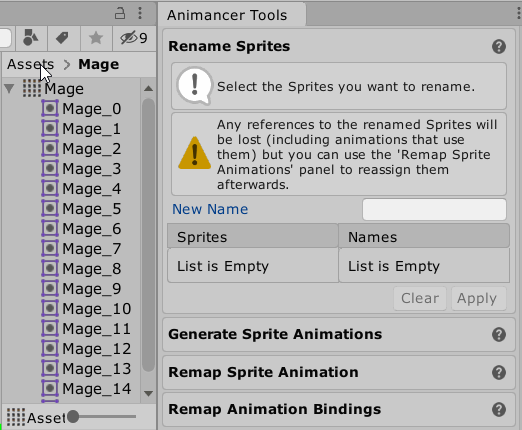 9
Assets > Mage
Mage
Mage_0
Mage_1
Mage_2
Mage_3
Mage_4
Mage_5
Mage_6
Mage_7
Mage_8
Mage_9
Mage_10
Mage_11
Mage_12
Mage_13
Mage_14
Asset
Animancer Tools
Rename Sprites
Select the Sprites you want to rename.
Any references to the renamed Sprites will
be lost (including animations that use
them) but you can use the 'Remap Sprite
Animations' panel to reassign them
afterwards.
New Name
Sprites Names
List is Empty List is Empty
Clear Apply
Generate Sprite Animations
Remap Sprite Animation
Remap Animation Bindings